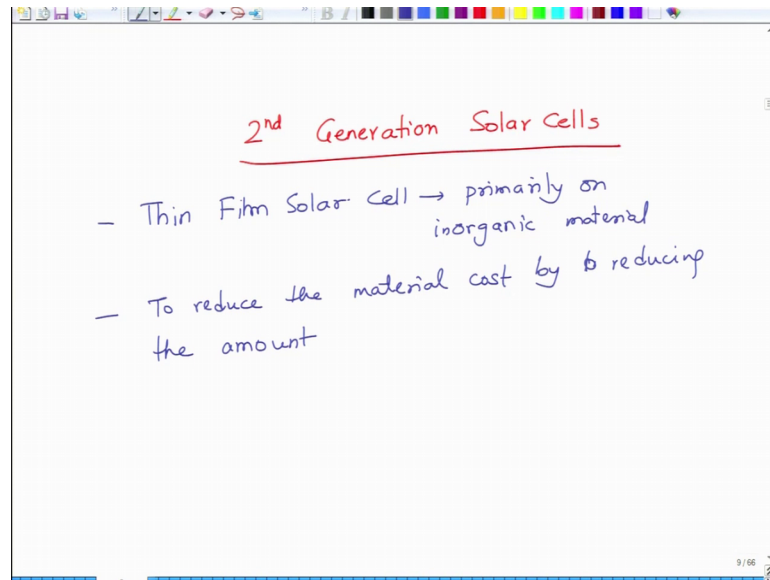 2nd Generation Solar Cells
- Thin Film Solar Cell → primarily on
inorganic material
- To reduce the material cost by reducing
the amount
9/66